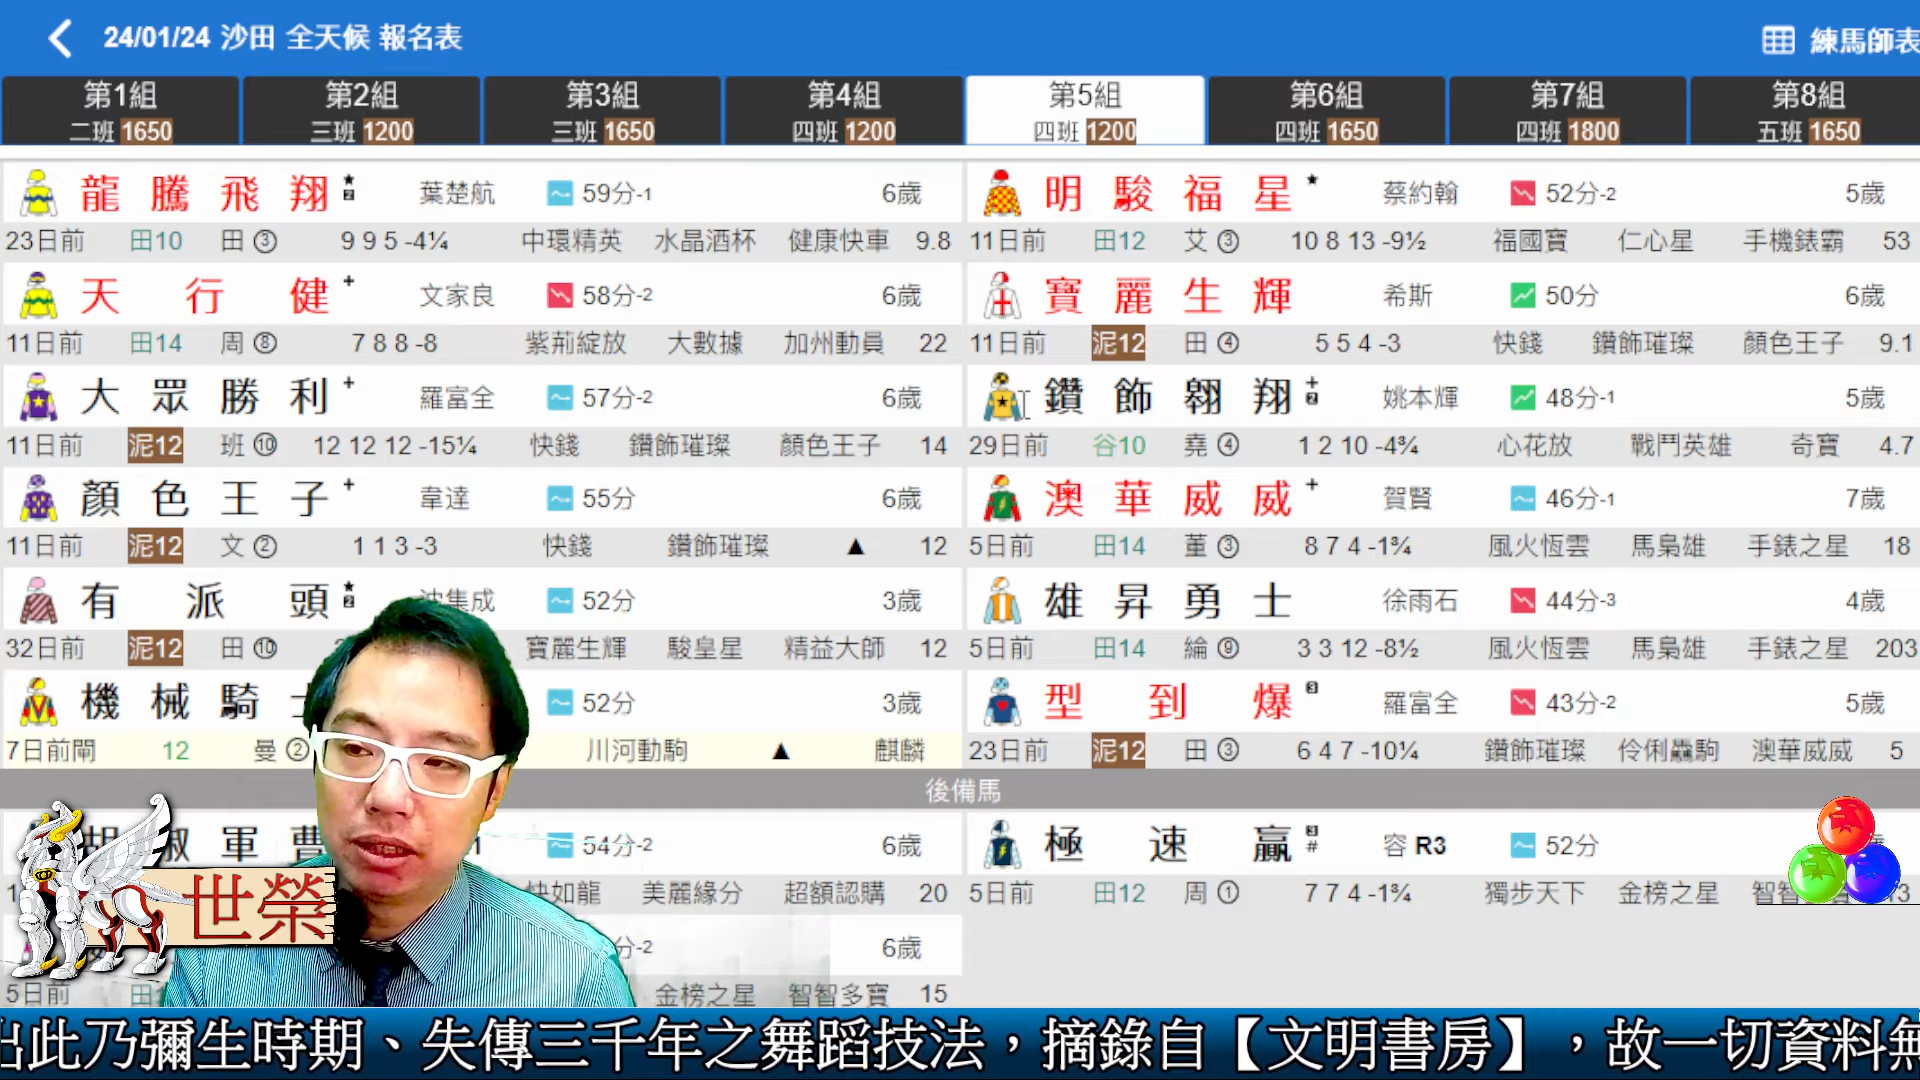 24/01/24 沙田 全天候 報名表
練馬師表
第1組 第2組 第3組 第4組 第5組 第6組 第7組 第8組
二班 1650 三班 1200 三班 1650 四班 1200 四班 1200 四班 1650 四班 1800 五班 1650
龍騰飛翔 ★ 2 葉楚航 59分-1 6歲
23日前 田10 田 ③ 9 9 5 -4¼ 中環精英 水晶酒杯 健康快車 9.8
天行健 + 文家良 58分-2 6歲
11日前 田14 周 ⑧ 7 8 8 -8 紫荊綻放 大數據 加州動員 22
大眾勝利 + 羅富全 57分-2 6歲
11日前 泥12 班 ⑩ 12 12 12 -15¼ 快錢 鑽飾璀璨 顏色王子 14
顏色王子 + 韋達 55分 6歲
11日前 泥12 文 ② 1 1 3 -3 快錢 鑽飾璀璨 ▲ 12
有派頭 ★ 2 沈集成 52分 3歲
32日前 泥12 田 ⑩ 寶麗生輝 駿皇星 精益大師 12
機械騎 52分 3歲
7日前閘 12 曼 ② 川河動駒 ▲ 麒麟
明駿福星 ★ 蔡約翰 52分-2 5歲
11日前 田12 艾 ③ 10 8 13 -9½ 福國寶 仁心星 手機錶霸 53
寶麗生輝 希斯 50分 6歲
11日前 泥12 田 ④ 5 5 4 -3 快錢 鑽飾璀璨 顏色王子 9.1
鑽飾翱翔 + 2 姚本輝 48分-1 5歲
29日前 谷10 堯 ④ 1 2 10 -4¾ 心花放 戰鬥英雄 奇寶 4.7
澳華威威 + 賀賢 46分-1 7歲
5日前 田14 董 ③ 8 7 4 -1¾ 風火恆雲 馬梟雄 手錶之星 18
雄昇勇士 徐雨石 44分-3 4歲
5日前 田14 綸 ⑨ 3 3 12 -8½ 風火恆雲 馬梟雄 手錶之星 203
型到爆 3 羅富全 43分-2 5歲
23日前 泥12 田 ③ 6 4 7 -10¼ 鑽飾璀璨 伶俐驫駒 澳華威威 5
後備馬
椒軍曹 54分-2 6歲
快如龍 美麗緣分 超額認購 20
分-2 6歲
5日前 金榜之星 智智多寶 15
極速贏 3 # 容 R3 52分
5日前 田12 周 ① 7 7 4 -1¾ 獨步天下 金榜之星 智智
世榮
出此乃彌生時期、失傳三千年之舞蹈技法，摘錄自【文明書房】，故一切資料無